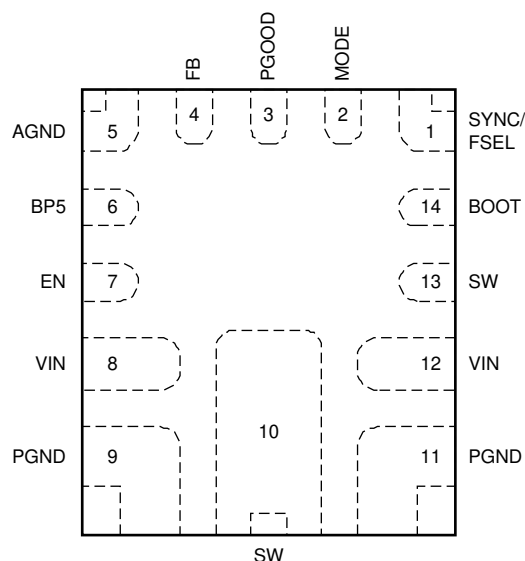 FB
PGOOD
MODE
AGND
5
4
3
2
1
SYNC/
FSEL
BP5
6
14
BOOT
EN
7
13
SW
VIN
8
12
VIN
PGND
9
10
11
PGND
SW